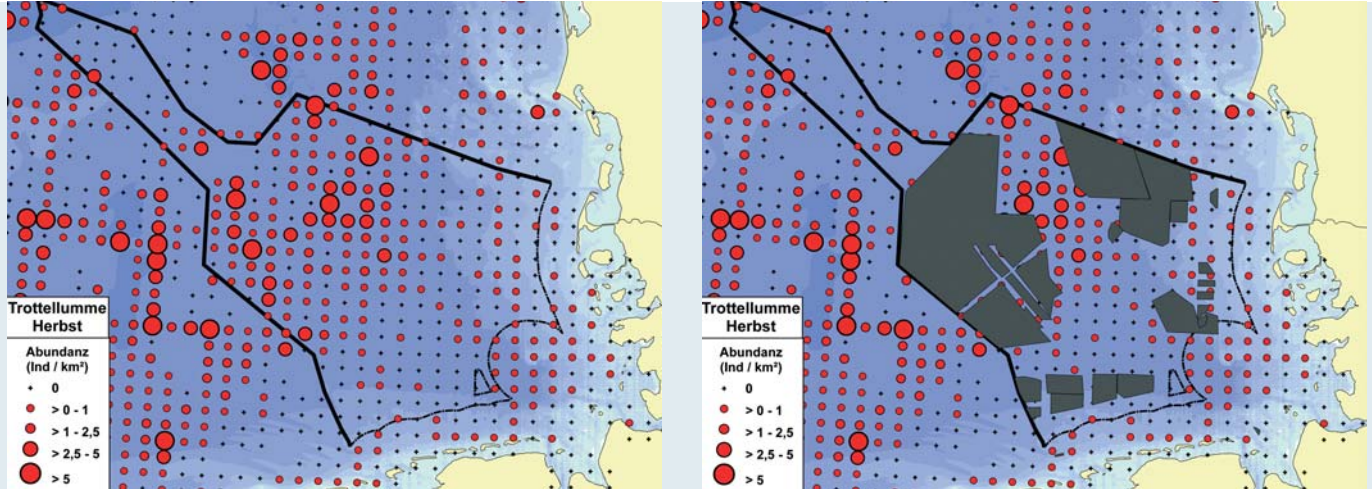 Trottellumme
Herbst
Abundanz
(Ind / km²)
0
> 0 - 1
> 1 - 2,5
> 2,5 - 5
> 5
Trottellumme
Herbst
Abundanz
(Ind / km²)
0
> 0 - 1
> 1 - 2,5
> 2,5 - 5
> 5